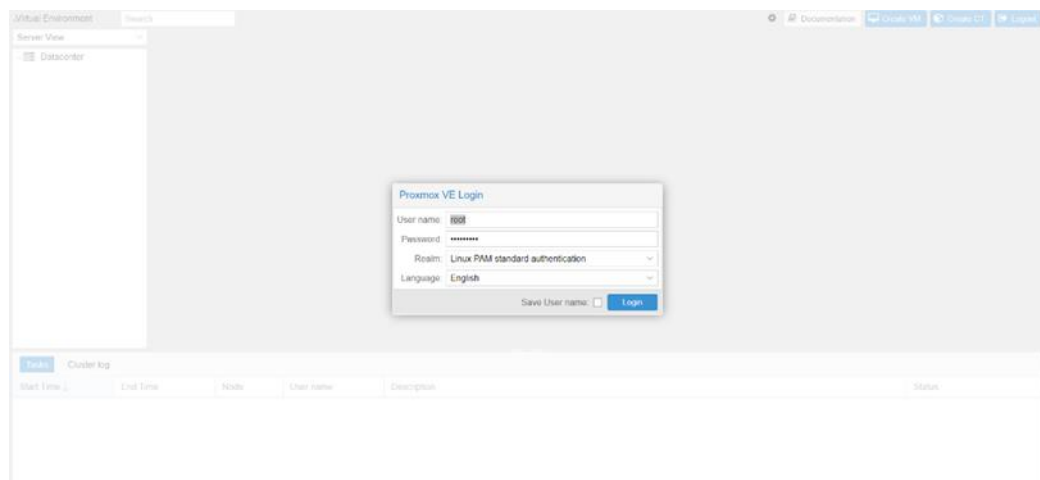 Virtual Environment Search Documentation Create VM Create CT Logout
Server View
Datacenter
Proxmox VE Login
User name: root
Password: •••••••••
Realm: Linux PAM standard authentication
Language: English
Save User name: Login
Tasks Cluster log
Start Time ↓ End Time Node User name Description Status